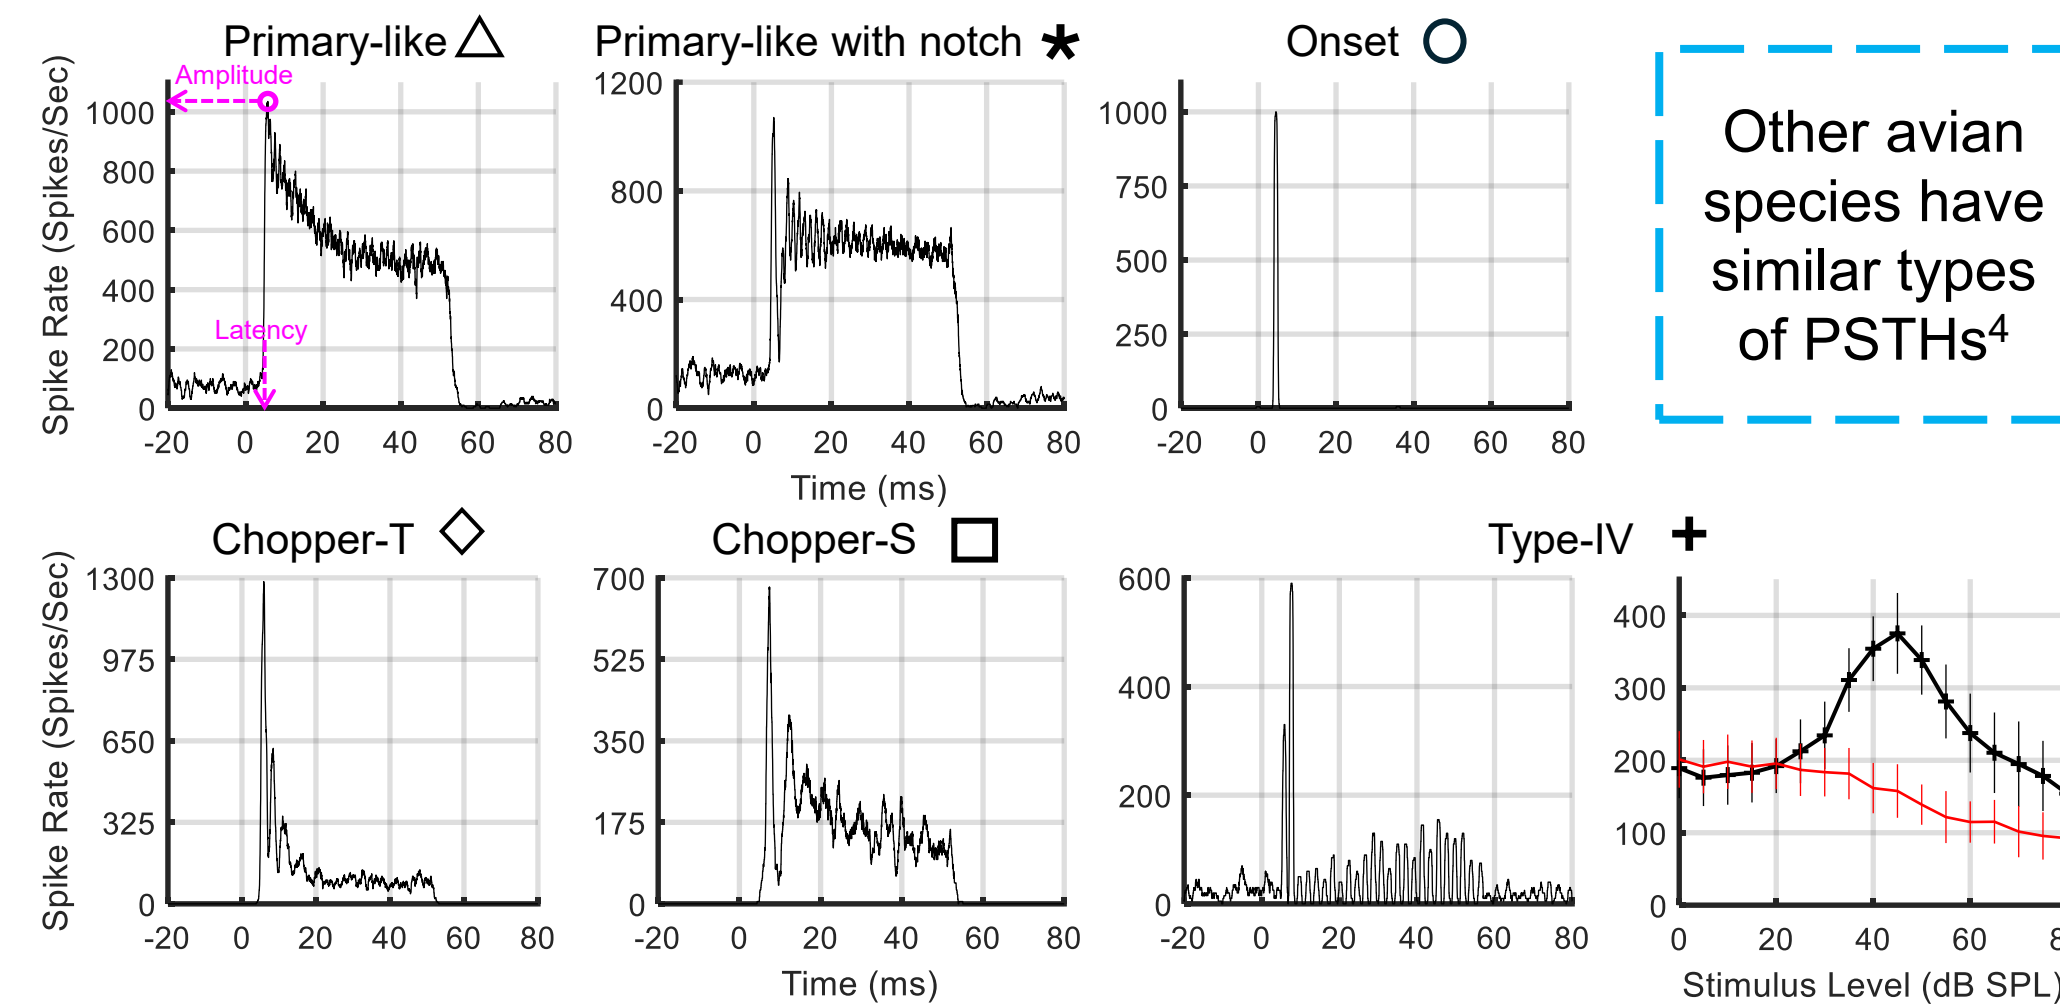 Primary-like
Primary-like with notch
Onset
Amplitude
Latency
Spike Rate (Spikes/Sec)
1000
800
600
400
200
0
-20 0 20 40 60 80
1200
800
400
0
-20 0 20 40 60 80
Time (ms)
1000
750
500
250
0
-20 0 20 40 60 80
Other avian
species have
similar types
of PSTHs⁴
Chopper-T
Chopper-S
Type-IV
Spike Rate (Spikes/Sec)
1300
975
650
325
0
-20 0 20 40 60 80
700
525
350
175
0
-20 0 20 40 60 80
Time (ms)
600
400
200
0
-20 0 20 40 60 80
400
300
200
100
0
0 20 40 60 8
Stimulus Level (dB SPL)